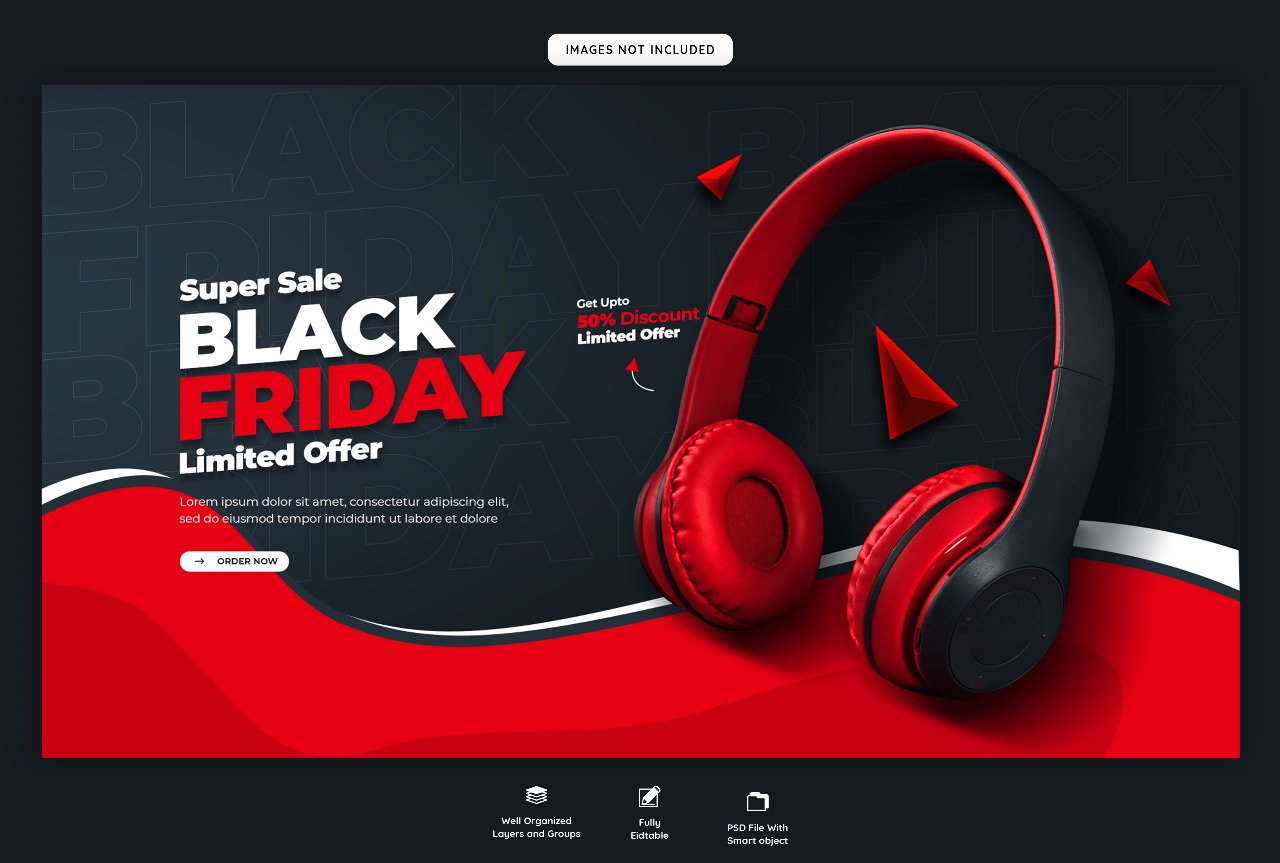 IMAGES NOT INCLUDED
BLACK BLACK
FRIDAY FRIDAY
BLACK BLACK
FRIDAY FRIDAY
Super Sale
BLACK
FRIDAY
Limited Offer
Get Upto
50% Discount
Limited Offer
Lorem ipsum dolor sit amet, consectetur adipiscing elit,
sed do eiusmod tempor incididunt ut labore et dolore
ORDER NOW
Well Organized
Layers and Groups
Fully
Eidtable
PSD File With
Smart object